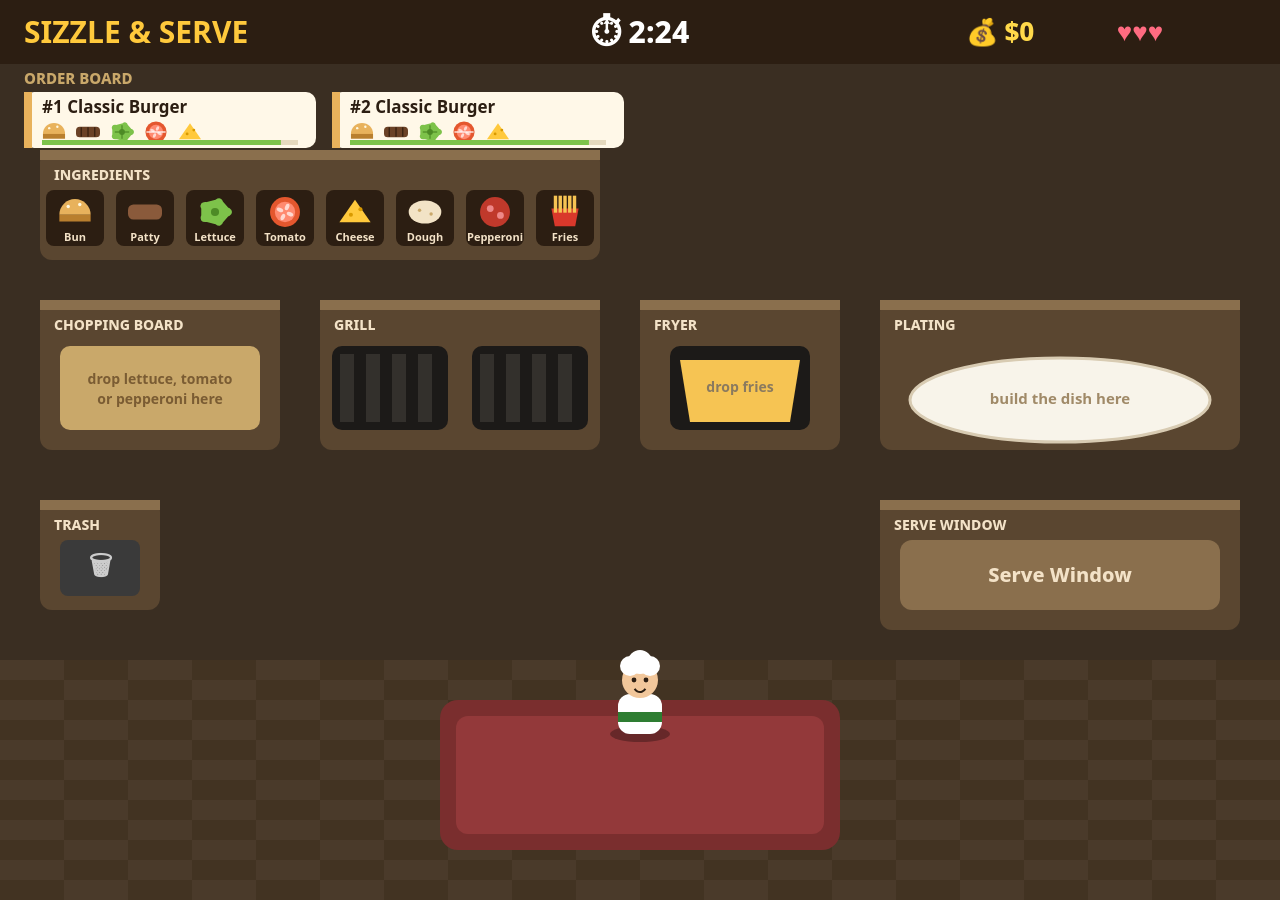 SIZZLE & SERVE
2:24
$0
ORDER BOARD
#1 Classic Burger
#2 Classic Burger
INGREDIENTS
Bun
Patty
Lettuce
Tomato
Cheese
Dough
Pepperoni
Fries
CHOPPING BOARD
drop lettuce, tomato
or pepperoni here
GRILL
FRYER
drop fries
PLATING
build the dish here
TRASH
SERVE WINDOW
Serve Window